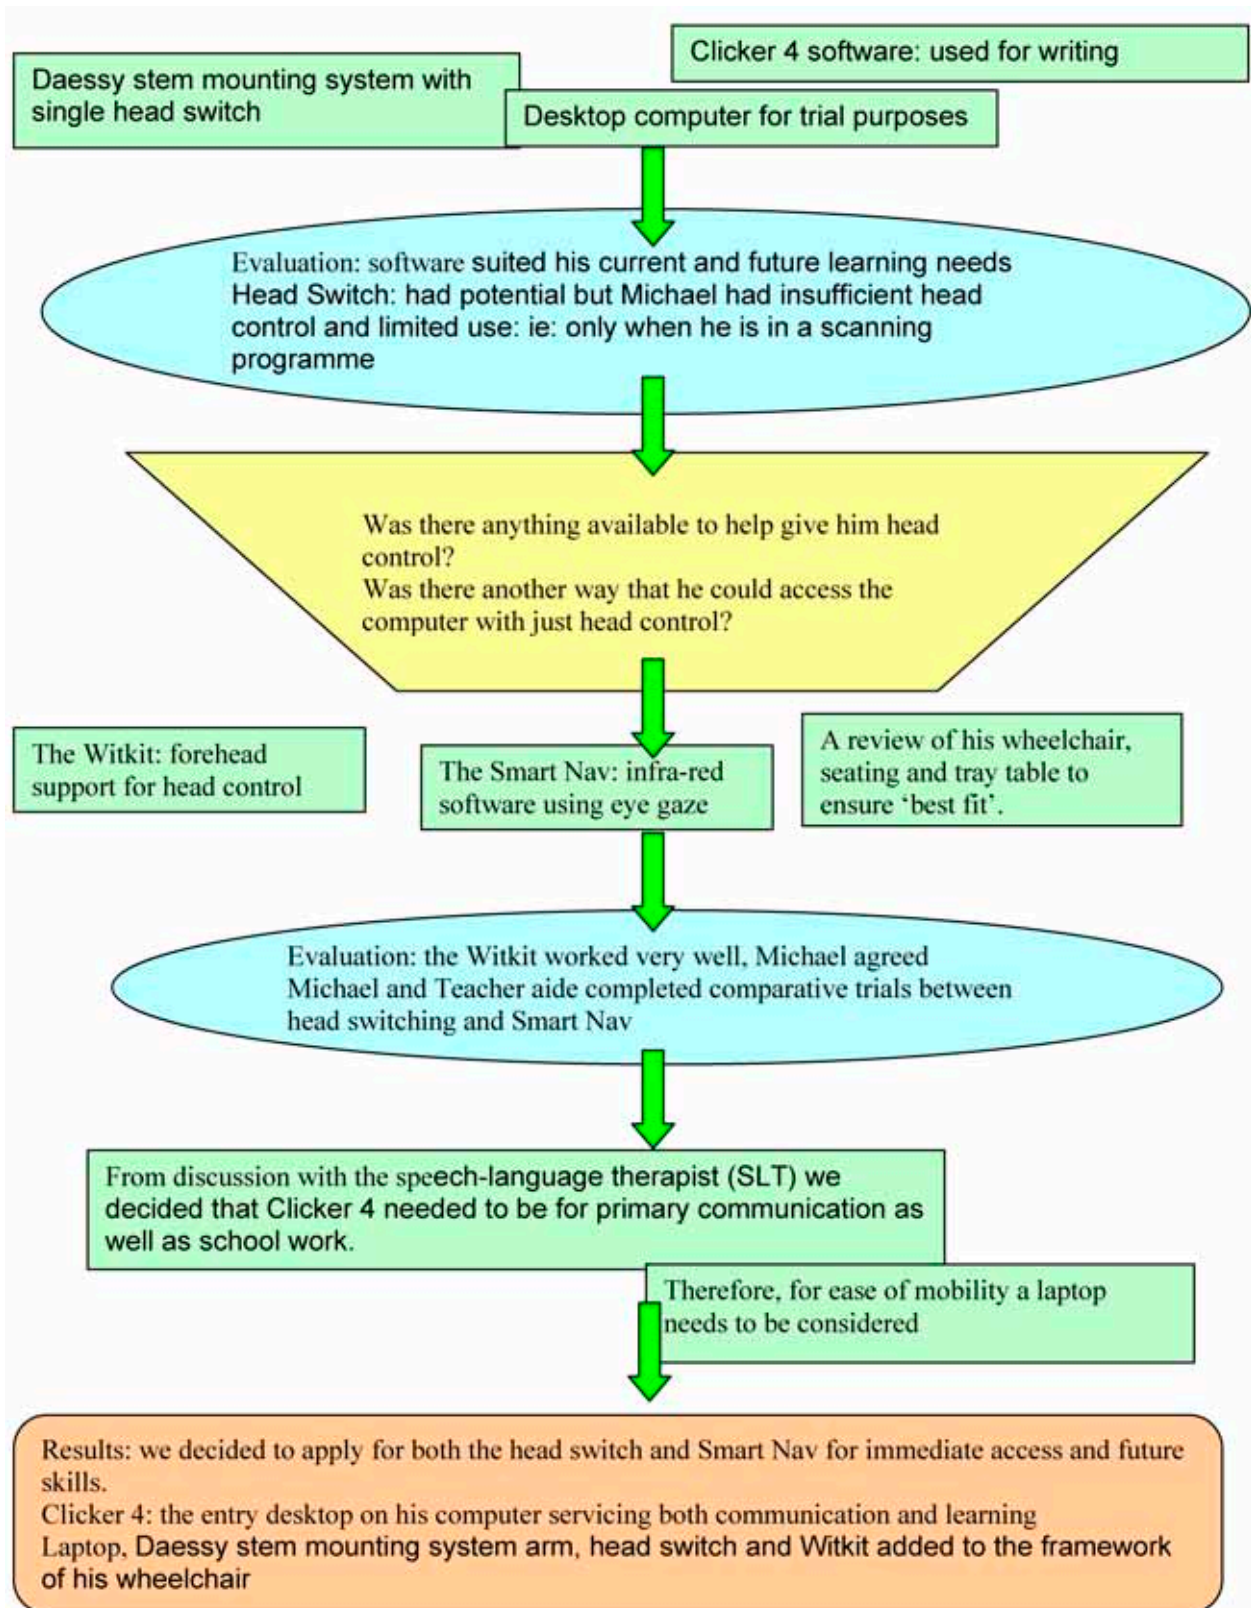 Clicker 4 software: used for writing
Daessy stem mounting system with
single head switch
Desktop computer for trial purposes
Evaluation: software suited his current and future learning needs
Head Switch: had potential but Michael had insufficient head
control and limited use: ie: only when he is in a scanning
programme
Was there anything available to help give him head
control?
Was there another way that he could access the
computer with just head control?
The Witkit: forehead
support for head control
The Smart Nav: infra-red
software using eye gaze
A review of his wheelchair,
seating and tray table to
ensure ‘best fit’.
Evaluation: the Witkit worked very well, Michael agreed
Michael and Teacher aide completed comparative trials between
head switching and Smart Nav
From discussion with the speech-language therapist (SLT) we
decided that Clicker 4 needed to be for primary communication as
well as school work.
Therefore, for ease of mobility a laptop
needs to be considered
Results: we decided to apply for both the head switch and Smart Nav for immediate access and future
skills.
Clicker 4: the entry desktop on his computer servicing both communication and learning
Laptop, Daessy stem mounting system arm, head switch and Witkit added to the framework
of his wheelchair